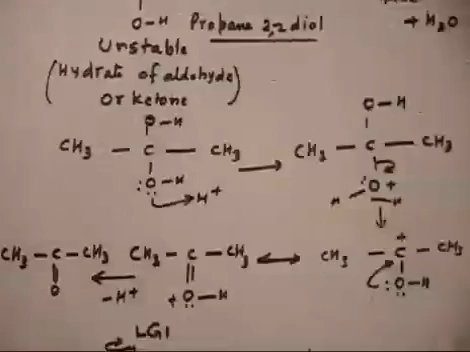 O-H Propane 2,2 diol + H₂O
Unstable
(Hydrate of aldehyde)
or ketone
O-H
CH₃ - C - CH₃
:O-H
H⁺
O-H
CH₃ - C - CH₃
:O+
H H
CH₃ - C - CH₃
O
-H⁺
CH₃ - C - CH₃
+O-H
CH₃ - C⁺ - CH₃
:O-H
LG1